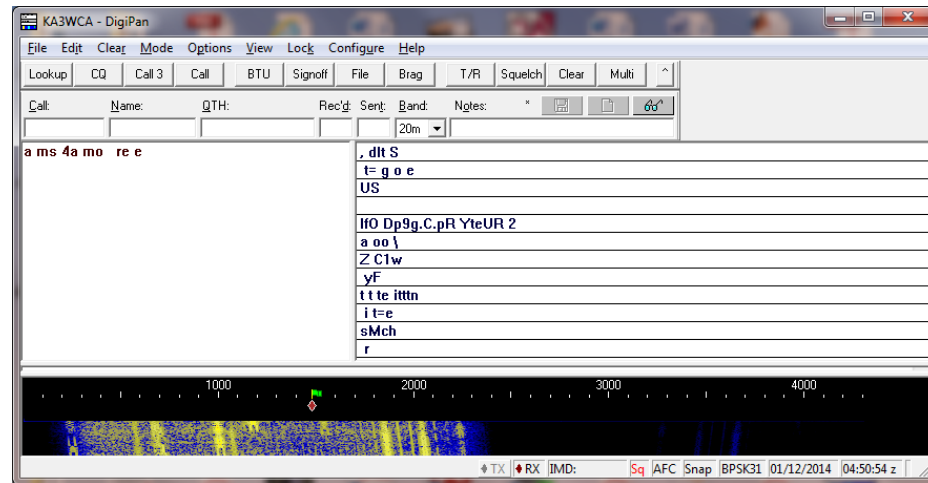 KA3WCA - DigiPan
File Edit Clear Mode Options View Lock Configure Help
Lookup CQ Call 3 Call BTU Signoff File Brag T/R Squelch Clear Multi ^
Call: Name: QTH: Rec'd: Sent: Band: Notes: *
20m
a ms 4a mo re e
, dlt S
t= g o e
US
IfO Dp9g.C.pR YteUR 2
a oo \
Z C1w
yF
t t te itttn
i t=e
sMch
r
1000 2000 3000 4000
TX RX IMD: Sq AFC Snap BPSK31 01/12/2014 04:50:54 z